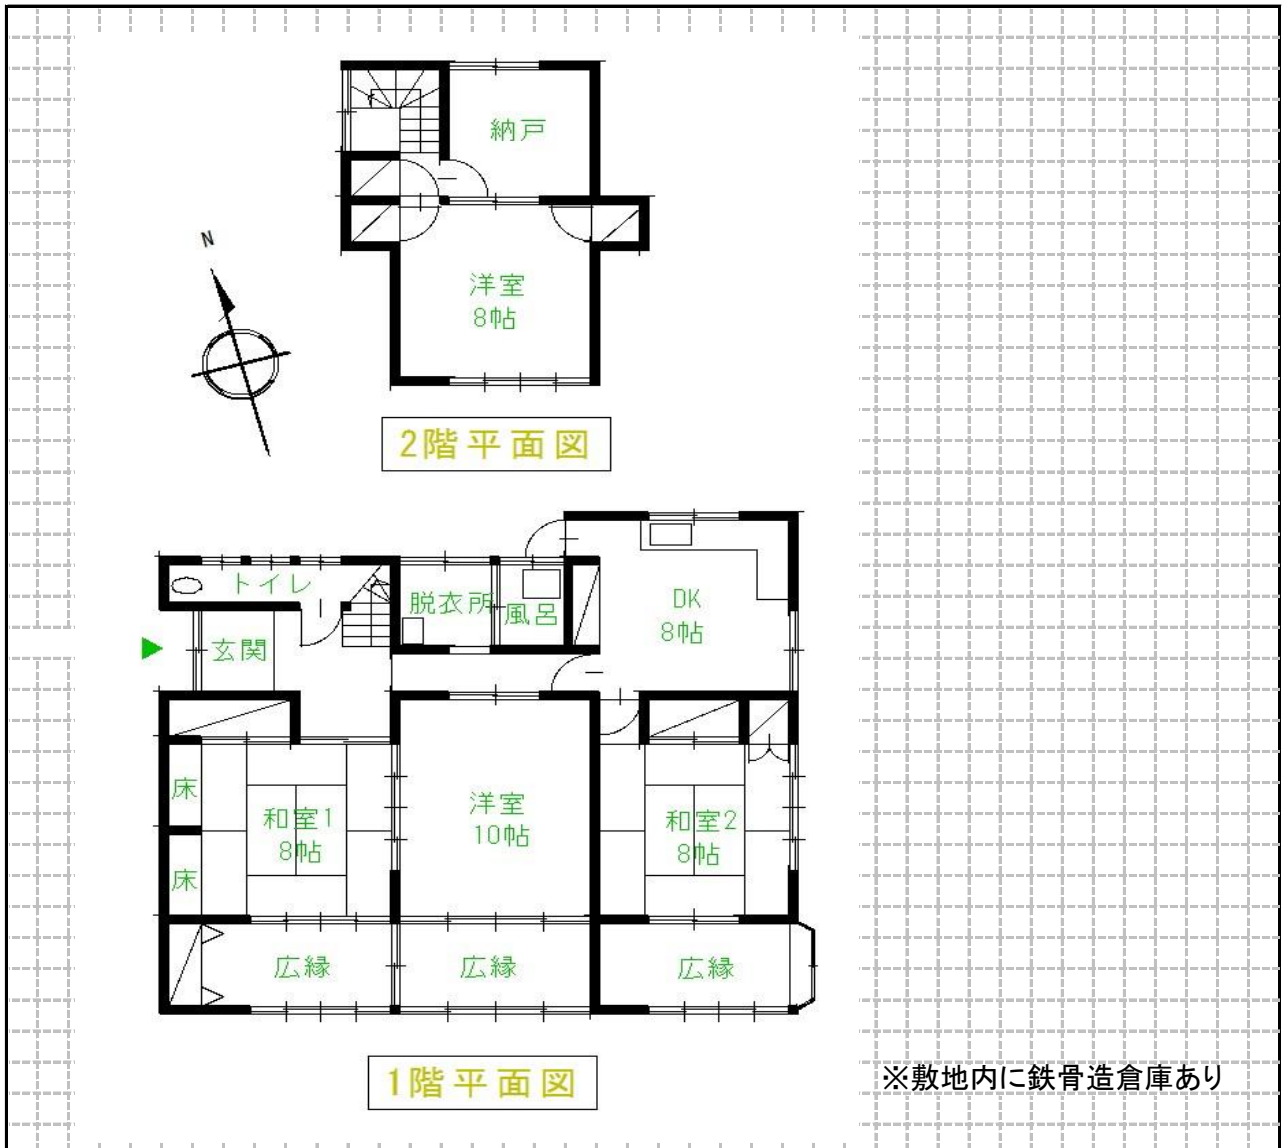 納戸
N
洋室
8帖
2階平面図
トイレ
脱衣所
風呂
DK
8帖
玄関
床
和室1
8帖
床
洋室
10帖
和室2
8帖
広縁
広縁
広縁
1階平面図
※敷地内に鉄骨造倉庫あり